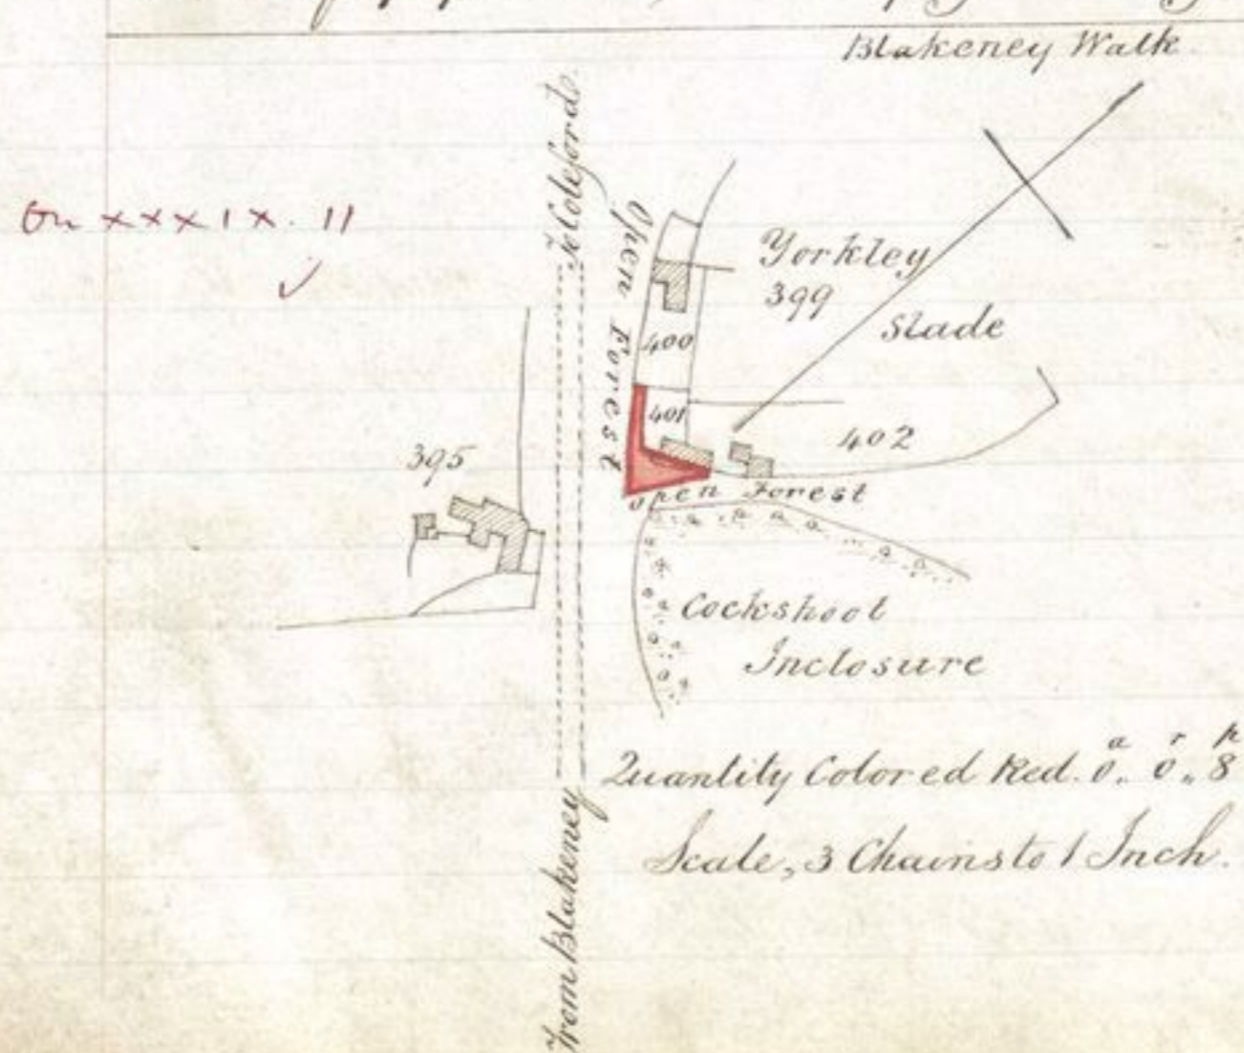 Blakeney Walk.
To Coleford.
On XXXIX. 11
Open Forest
Yorkley
399
Slade
400
401
402
395
Open Forest
Cockshoot
Inclosure
a r p
Quantity Colored Red. 0.. 0.. 8
Scale, 3 Chains to 1 Inch.
From Blakeney